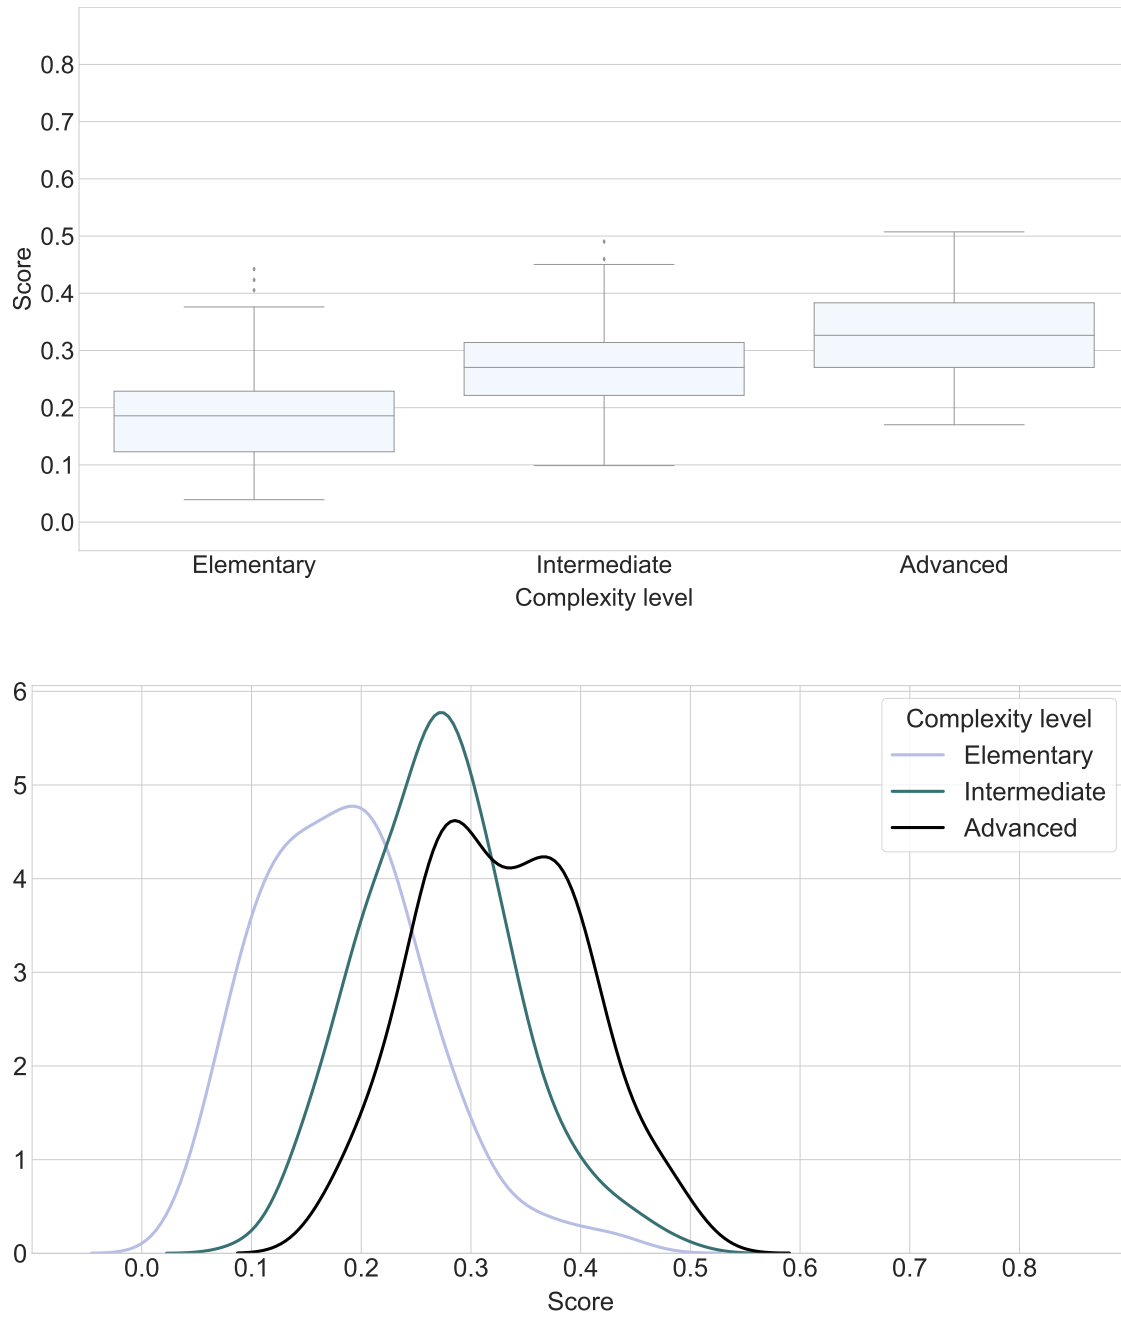 0.8
0.7
0.6
0.5
0.4
0.3
0.2
0.1
0.0
Score
Elementary Intermediate Advanced
Complexity level
6
5
4
3
2
1
0
Complexity level
Elementary
Intermediate
Advanced
0.0 0.1 0.2 0.3 0.4 0.5 0.6 0.7 0.8
Score